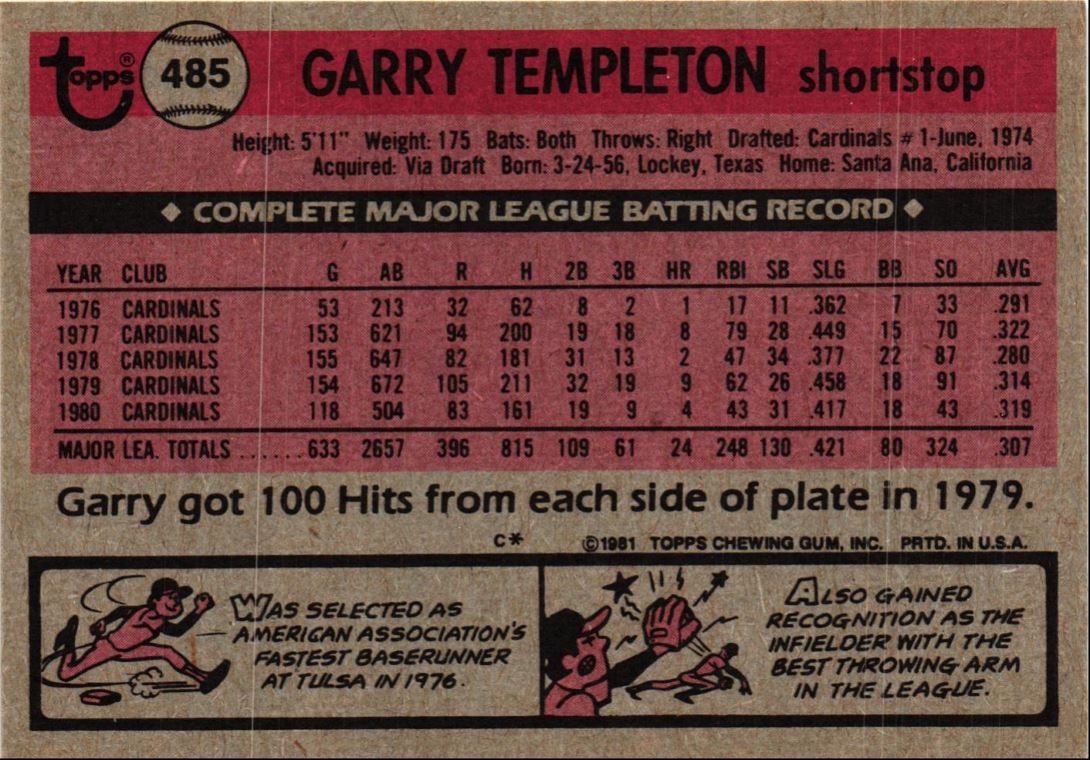 Topps® 485 GARRY TEMPLETON shortstop
Height: 5'11" Weight: 175 Bats: Both Throws: Right Drafted: Cardinals #1-June, 1974
Acquired: Via Draft Born: 3-24-56, Lockey, Texas Home: Santa Ana, California
◆ COMPLETE MAJOR LEAGUE BATTING RECORD ◆
YEAR CLUB G AB R H 2B 3B HR RBI SB SLG BB SO AVG
1976 CARDINALS 53 213 32 62 8 2 1 17 11 .362 7 33 .291
1977 CARDINALS 153 621 94 200 19 18 8 79 28 .449 15 70 .322
1978 CARDINALS 155 647 82 181 31 13 2 47 34 .377 22 87 .280
1979 CARDINALS 154 672 105 211 32 19 9 62 26 .458 18 91 .314
1980 CARDINALS 118 504 83 161 19 9 4 43 31 .417 18 43 .319
MAJOR LEA. TOTALS .......633 2657 396 815 109 61 24 248 130 .421 80 324 .307
Garry got 100 Hits from each side of plate in 1979.
C* ©1981 TOPPS CHEWING GUM, INC. PRTD. IN U.S.A.
WAS SELECTED AS
AMERICAN ASSOCIATION'S
FASTEST BASERUNNER
AT TULSA IN 1976.
ALSO GAINED
RECOGNITION AS THE
INFIELDER WITH THE
BEST THROWING ARM
IN THE LEAGUE.